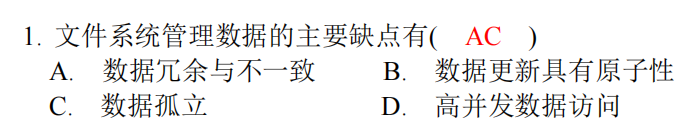 1. 文件系统管理数据的主要缺点有( AC )
A. 数据冗余与不一致 B. 数据更新具有原子性
C. 数据孤立 D. 高并发数据访问